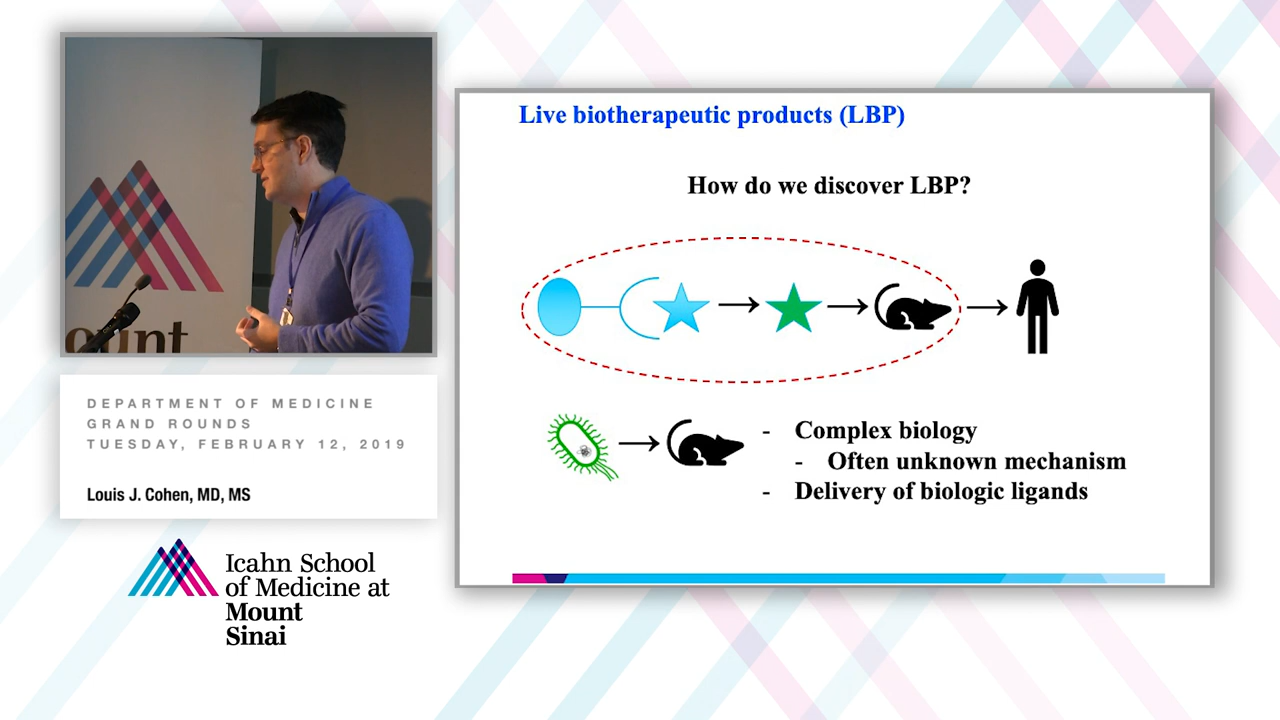 ount
DEPARTMENT OF MEDICINE
GRAND ROUNDS
TUESDAY, FEBRUARY 12, 2019
Louis J. Cohen, MD, MS
Icahn School
of Medicine at
Mount
Sinai
Live biotherapeutic products (LBP)
How do we discover LBP?
- Complex biology
- Often unknown mechanism
- Delivery of biologic ligands